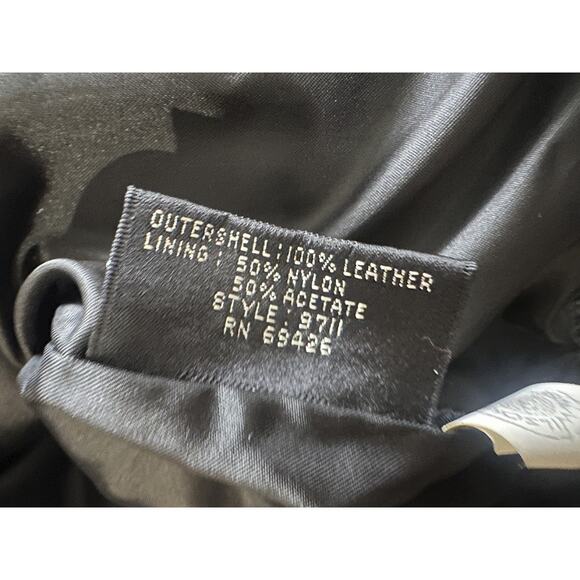 OUTERSHELL: 100% LEATHER
LINING: 50% NYLON
50% ACETATE
STYLE: 9711
RN 69426